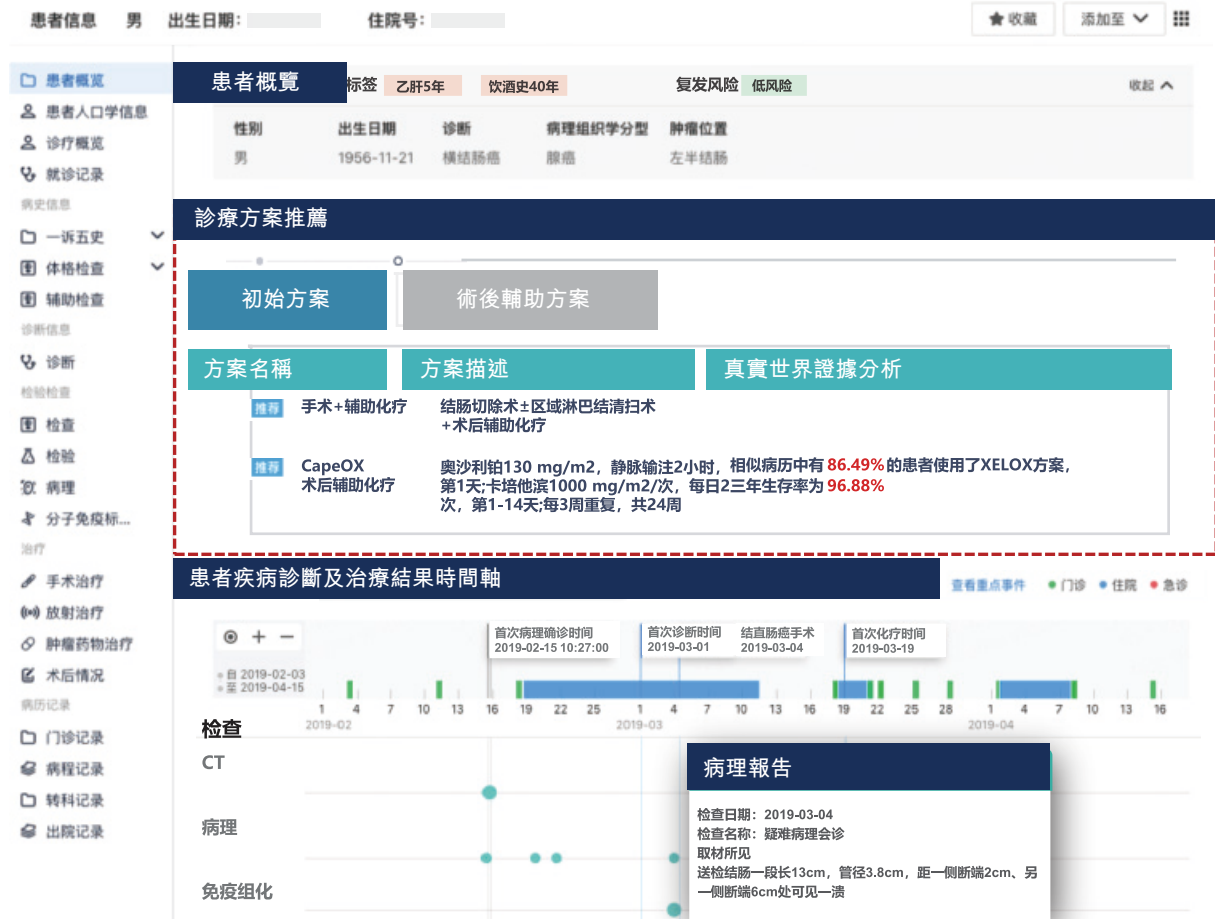 患者信息 男 出生日期: 住院号:
收藏 添加至
患者概览
患者人口学信息
诊疗概览
就诊记录
病史信息
一诉五史
体格检查
辅助检查
诊断信息
诊断
检验检查
检查
检验
病理
分子免疫标...
治疗
手术治疗
放射治疗
肿瘤药物治疗
术后情况
病历记录
门诊记录
病程记录
转科记录
出院记录
患者概覽 标签 乙肝5年 饮酒史40年 复发风险 低风险 收起
性别 出生日期 诊断 病理组织学分型 肿瘤位置
男 1956-11-21 横结肠癌 腺癌 左半结肠
診療方案推薦
初始方案 術後輔助方案
方案名稱 方案描述 真實世界證據分析
推荐 手术+辅助化疗 结肠切除术±区域淋巴结清扫术
+术后辅助化疗
推荐 CapeOX 奥沙利铂130 mg/m2，静脉输注2小时，相似病历中有 86.49% 的患者使用了XELOX方案，
术后辅助化疗 第1天;卡培他滨1000 mg/m2/次，每日2三年生存率为 96.88%
次，第1-14天;每3周重复，共24周
患者疾病診斷及治療結果時間軸
查看重点事件 门诊 住院 急诊
首次病理确诊时间 首次诊断时间 结直肠癌手术 首次化疗时间
2019-02-15 10:27:00 2019-03-01 2019-03-04 2019-03-19
自 2019-02-03
至 2019-04-15
1 4 7 10 13 16 19 22 25 1 4 7 10 13 16 19 22 25 28 1 4 7 10 13 16
2019-02 2019-03 2019-04
检查
CT
病理
免疫组化
病理報告
检查日期：2019-03-04
检查名称：疑难病理会诊
取材所见
送检结肠一段长13cm，管径3.8cm，距一侧断端2cm、另
一侧断端6cm处可见一溃